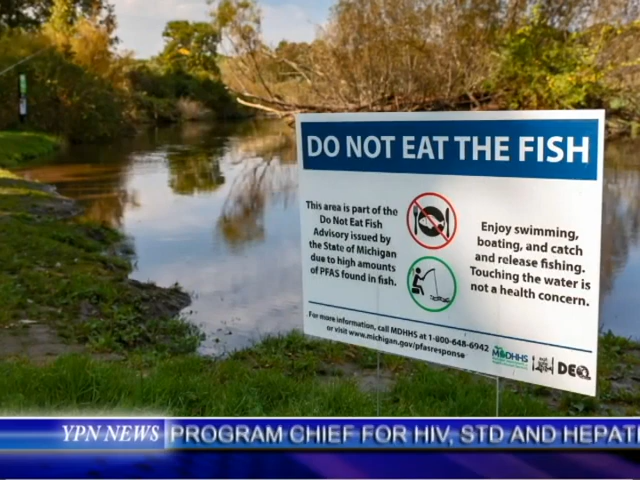 DO NOT EAT THE FISH
This area is part of the
Do Not Eat Fish
Advisory issued by
the State of Michigan
due to high amounts
of PFAS found in fish.
Enjoy swimming,
boating, and catch
and release fishing.
Touching the water is
not a health concern.
For more information, call MDHHS at 1-800-648-6942
or visit www.michigan.gov/pfasresponse
MDHHS
DEQ
YPN NEWS
PROGRAM CHIEF FOR HIV, STD AND HEPATI